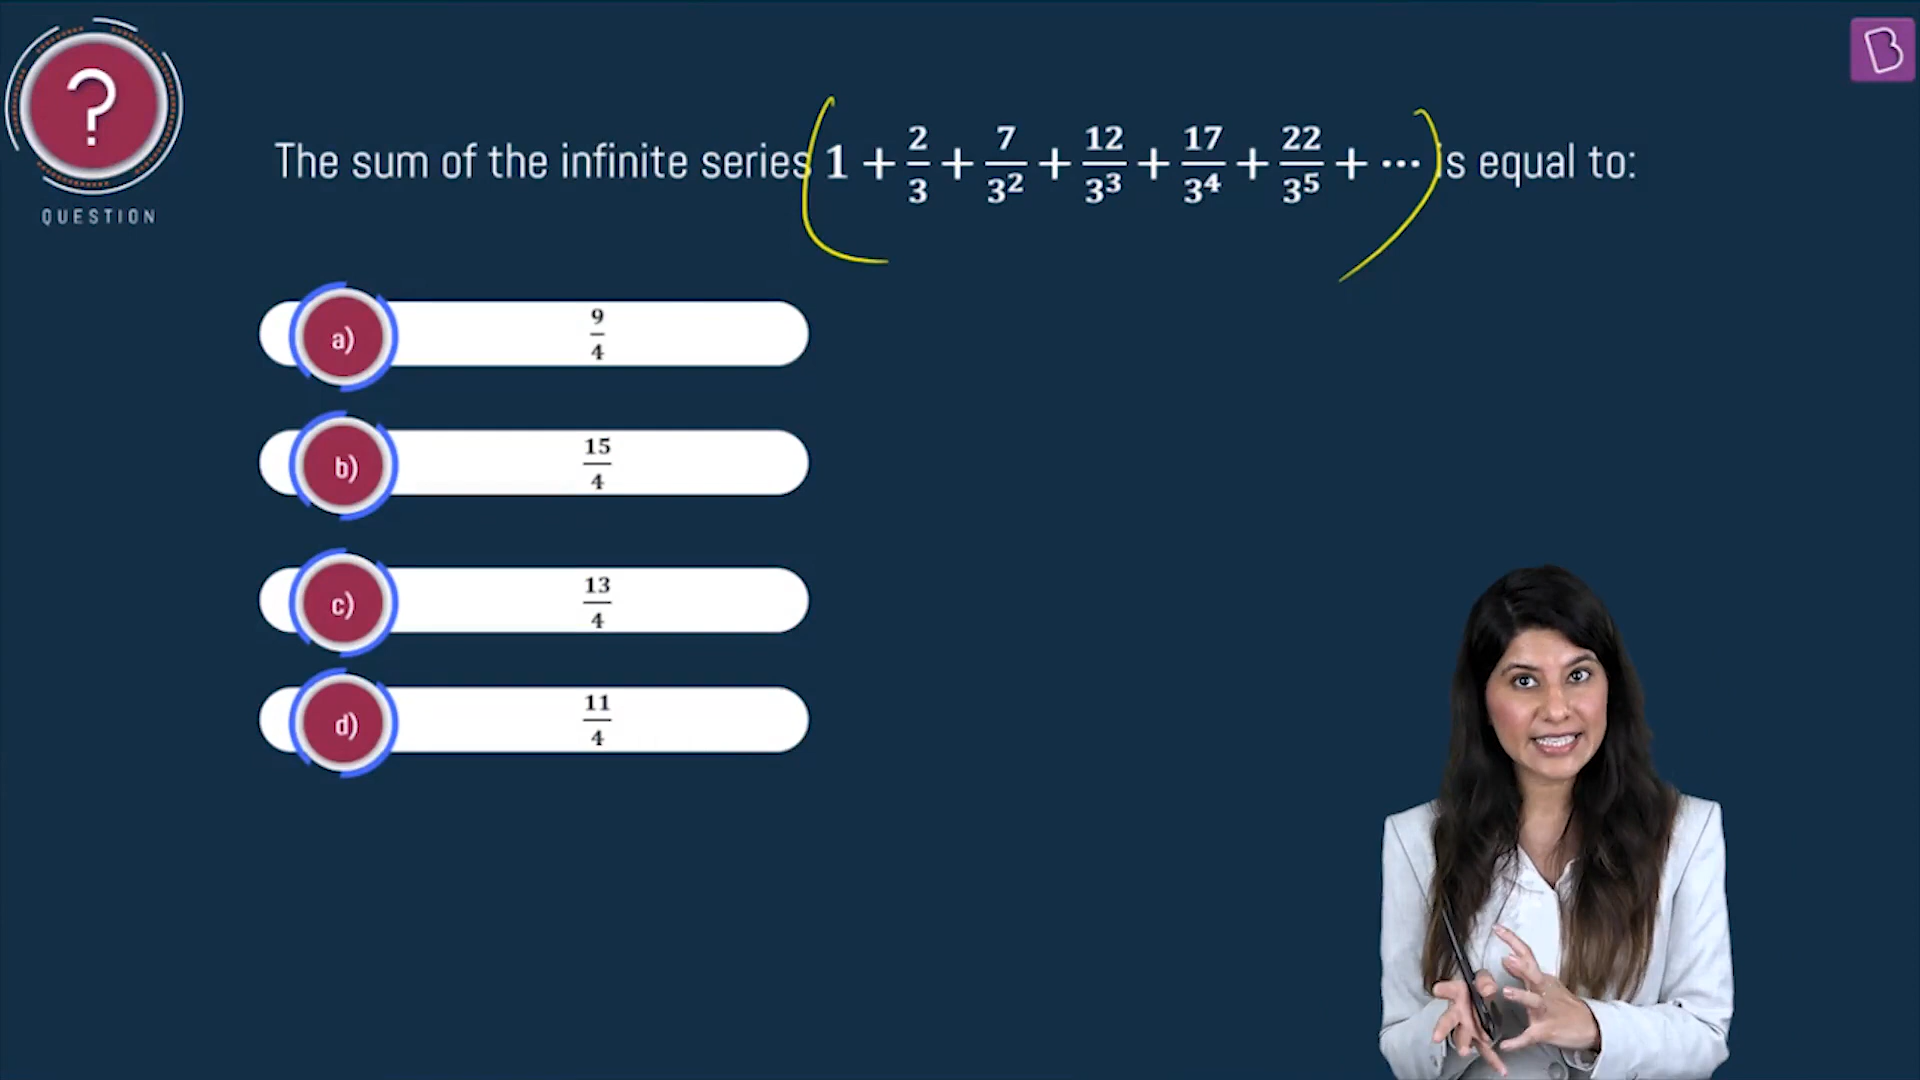 ?
QUESTION
B
The sum of the infinite series 1 + 2/3 + 7/3² + 12/3³ + 17/3⁴ + 22/3⁵ + ⋯ is equal to:
a) 9/4
b) 15/4
c) 13/4
d) 11/4